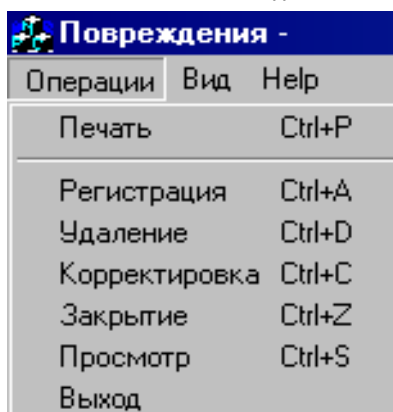 Повреждения -
Операции Вид Help
Печать Ctrl+P
Регистрация Ctrl+A
Удаление Ctrl+D
Корректировка Ctrl+C
Закрытие Ctrl+Z
Просмотр Ctrl+S
Выход